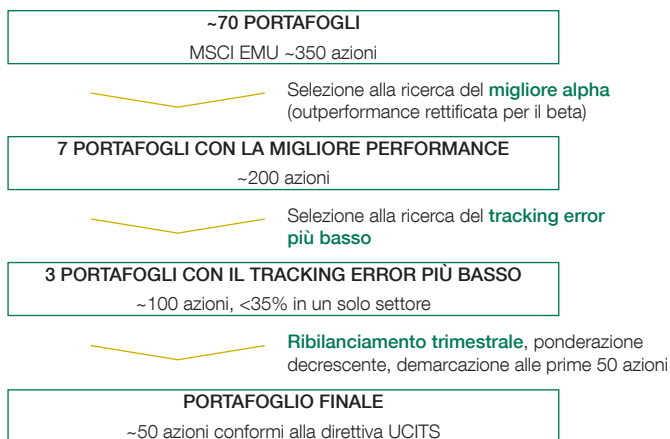 ~70 PORTAFOGLI
MSCI EMU ~350 azioni
Selezione alla ricerca del migliore alpha
(outperformance rettificata per il beta)
7 PORTAFOGLI CON LA MIGLIORE PERFORMANCE
~200 azioni
Selezione alla ricerca del tracking error
più basso
3 PORTAFOGLI CON IL TRACKING ERROR PIÙ BASSO
~100 azioni, <35% in un solo settore
Ribilanciamento trimestrale, ponderazione
decrescente, demarcazione alle prime 50 azioni
PORTAFOGLIO FINALE
~50 azioni conformi alla direttiva UCITS